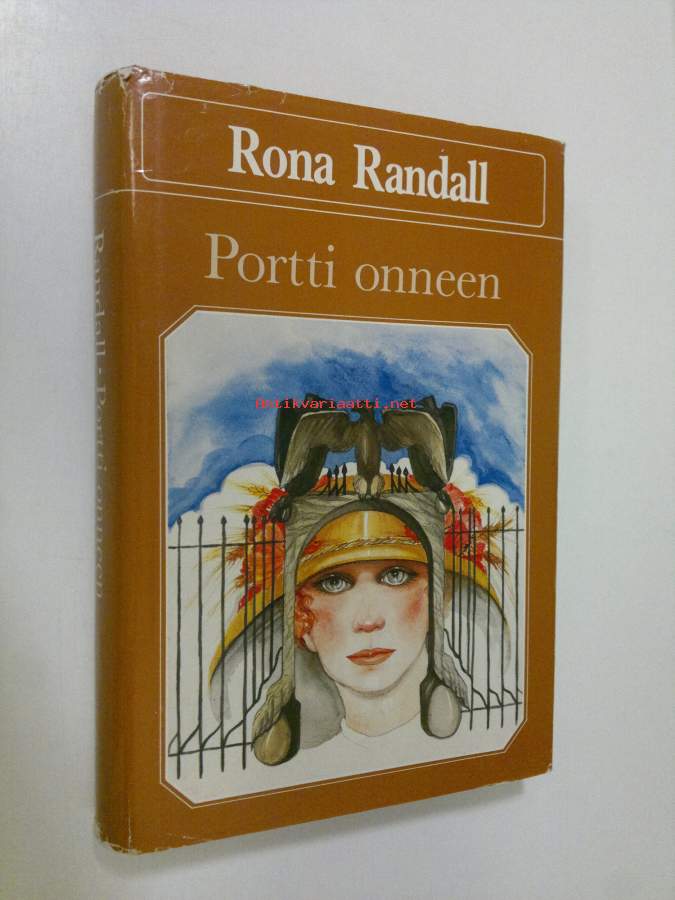 Rona Randall
Portti onneen
Randall · Portti onneen
antikvariaatti.net